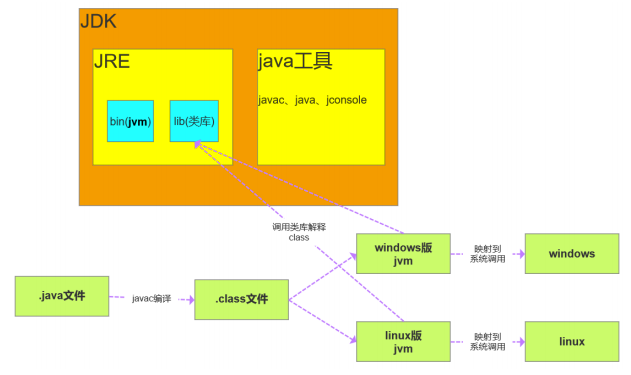 JDK
JRE
java工具
bin(jvm)
lib(类库)
javac、java、jconsole
调用类库解释
class
windows版
jvm
映射到
系统调用
windows
.java文件
javac编译
.class文件
linux版
jvm
映射到
系统调用
linux